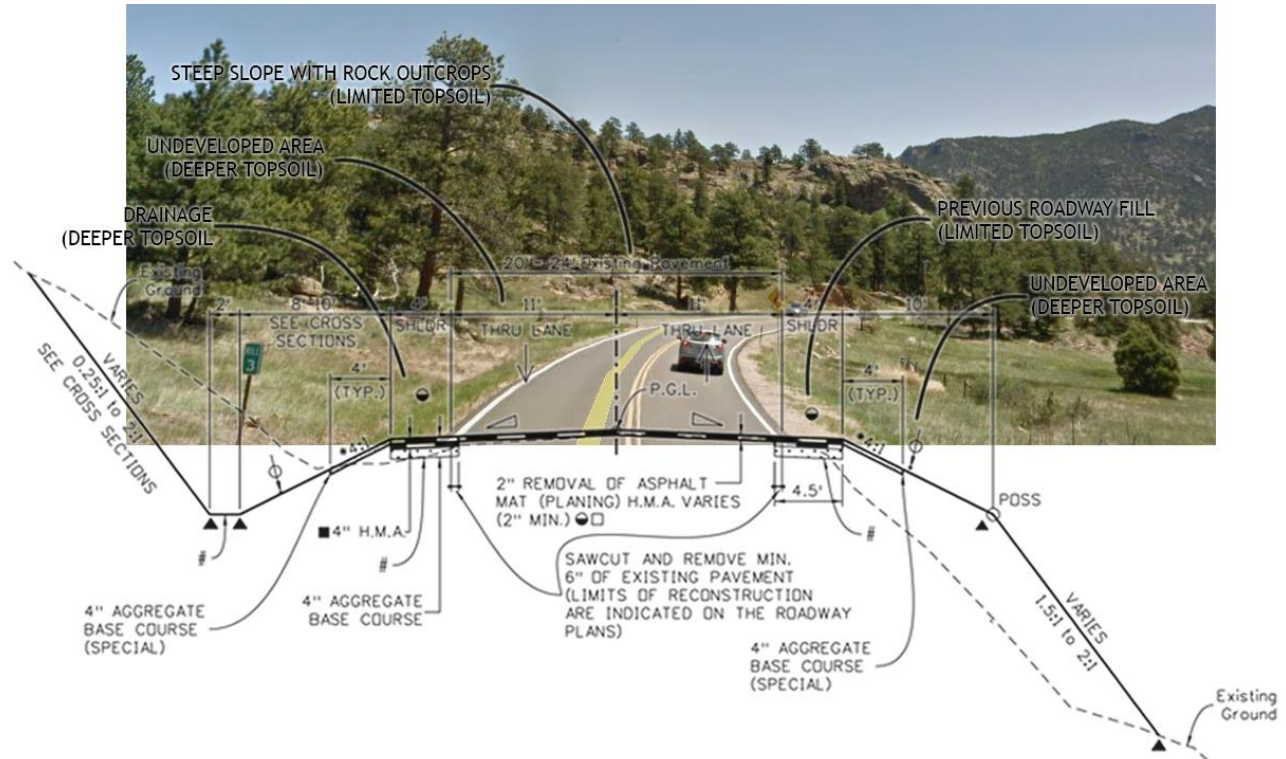 STEEP SLOPE WITH ROCK OUTCROPS
(LIMITED TOPSOIL)
UNDEVELOPED AREA
(DEEPER TOPSOIL)
DRAINAGE
(DEEPER TOPSOIL
PREVIOUS ROADWAY FILL
(LIMITED TOPSOIL)
UNDEVELOPED AREA
(DEEPER TOPSOIL)
Existing
Ground
20' - 24' Existing Pavement
2'
8'-10'
SEE CROSS
SECTIONS
4'
SHLDR
11'
THRU LANE
11'
THRU LANE
4'
SHLDR
10'
MILE
3
4'
(TYP.)
4'
(TYP.)
P.G.L.
VARIES
0.25:1 to 2:1
SEE CROSS SECTIONS
*4:1
*4:1
2" REMOVAL OF ASPHALT
MAT (PLANING) H.M.A. VARIES
(2" MIN.)
4.5'
POSS
■4" H.M.A.
#
#
#
SAWCUT AND REMOVE MIN.
6" OF EXISTING PAVEMENT
(LIMITS OF RECONSTRUCTION
ARE INDICATED ON THE ROADWAY
PLANS)
4" AGGREGATE
BASE COURSE
(SPECIAL)
4" AGGREGATE
BASE COURSE
4" AGGREGATE
BASE COURSE
(SPECIAL)
VARIES
1.5:1 to 2:1
Existing
Ground